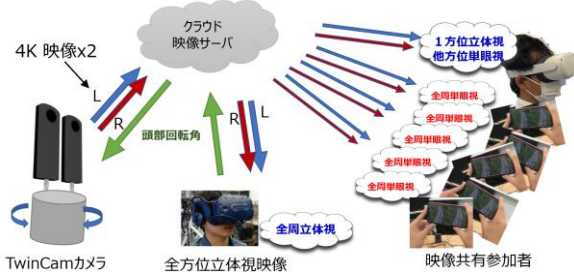 クラウド
映像サーバ
4K 映像x2
L
R
頭部回転角
R
L
1方位立体視
他方位単眼視
全周単眼視
全周単眼視
全周単眼視
全周単眼視
全周単眼視
全周立体視
TwinCamカメラ
全方位立体視映像
映像共有参加者